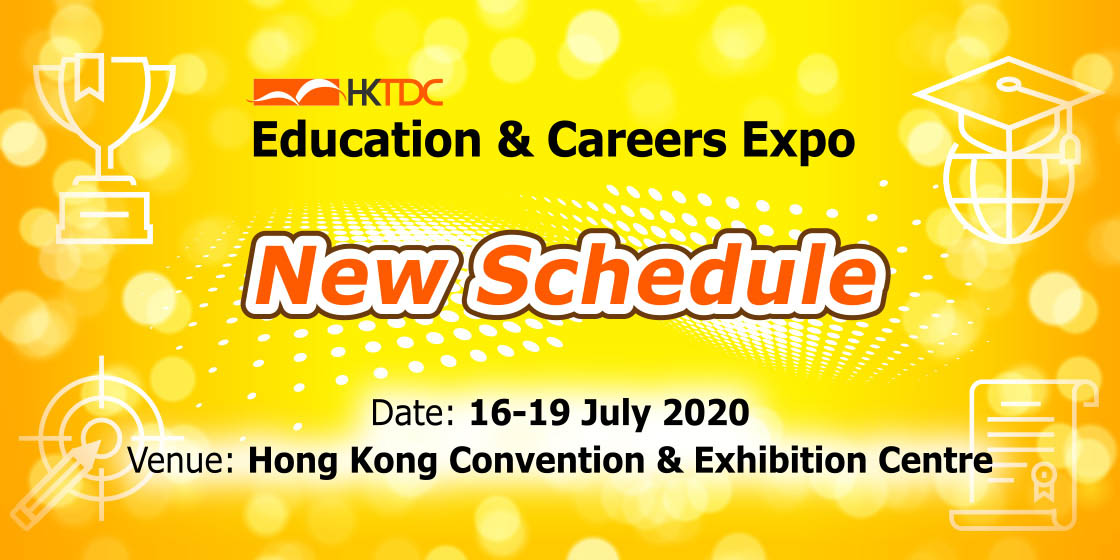 HKTDC
Education & Careers Expo
New Schedule
Date: 16-19 July 2020
Venue: Hong Kong Convention & Exhibition Centre